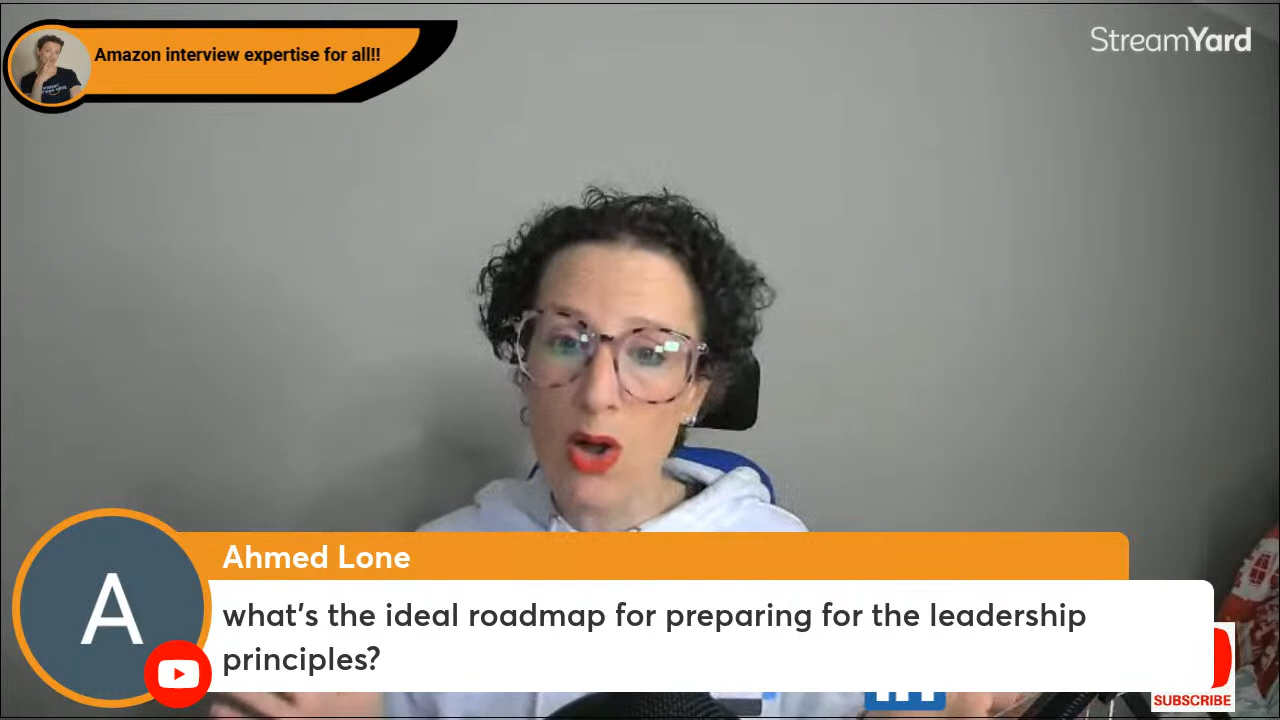 Amazon interview expertise for all!!
StreamYard
Ahmed Lone
A
what's the ideal roadmap for preparing for the leadership
principles?
SUBSCRIBE